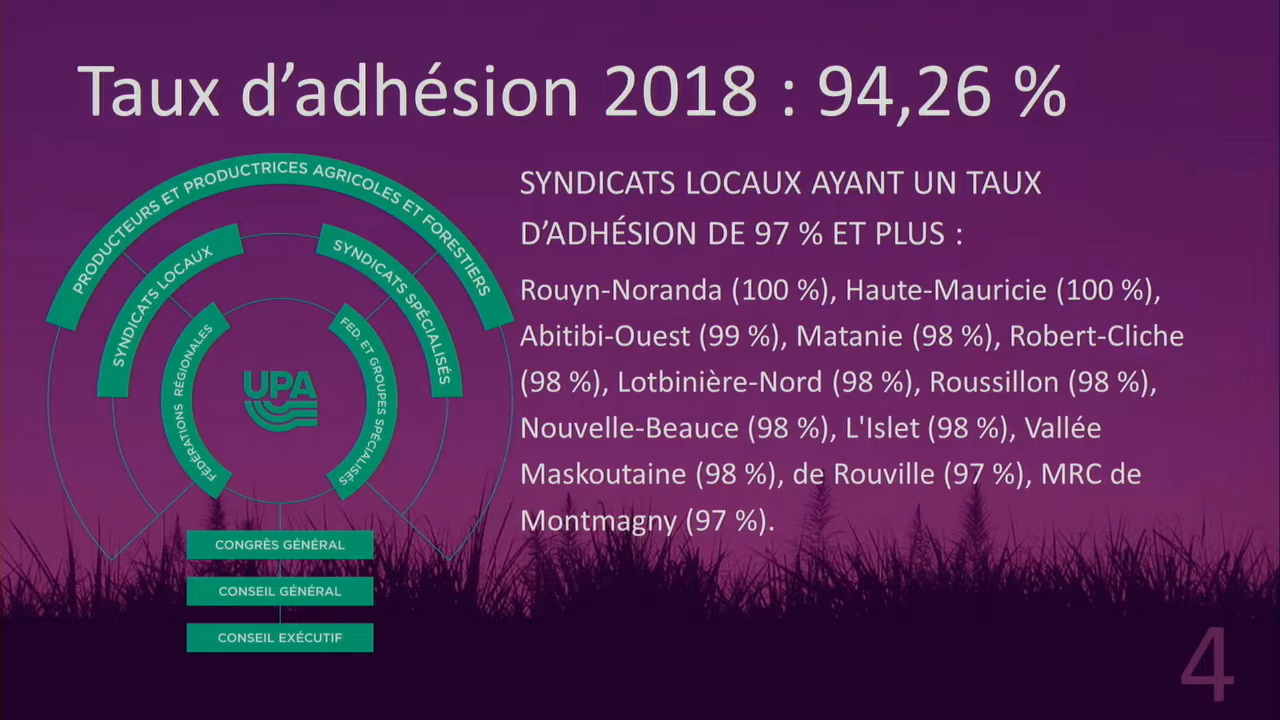 Taux d’adhésion 2018 : 94,26 %
PRODUCTEURS ET PRODUCTRICES AGRICOLES ET FORESTIERS
SYNDICATS LOCAUX
SYNDICATS SPÉCIALISÉS
FÉDÉRATIONS RÉGIONALES
FED. ET GROUPES SPÉCIALISÉS
UPA
CONGRÈS GÉNÉRAL
CONSEIL GÉNÉRAL
CONSEIL EXÉCUTIF
SYNDICATS LOCAUX AYANT UN TAUX
D’ADHÉSION DE 97 % ET PLUS :
Rouyn-Noranda (100 %), Haute-Mauricie (100 %),
Abitibi-Ouest (99 %), Matanie (98 %), Robert-Cliche
(98 %), Lotbinière-Nord (98 %), Roussillon (98 %),
Nouvelle-Beauce (98 %), L'Islet (98 %), Vallée
Maskoutaine (98 %), de Rouville (97 %), MRC de
Montmagny (97 %).
4